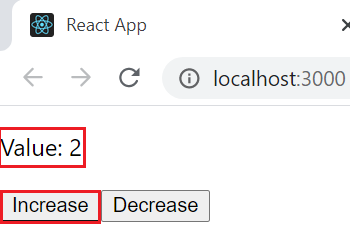 React App
localhost:3000
Value: 2
Increase Decrease